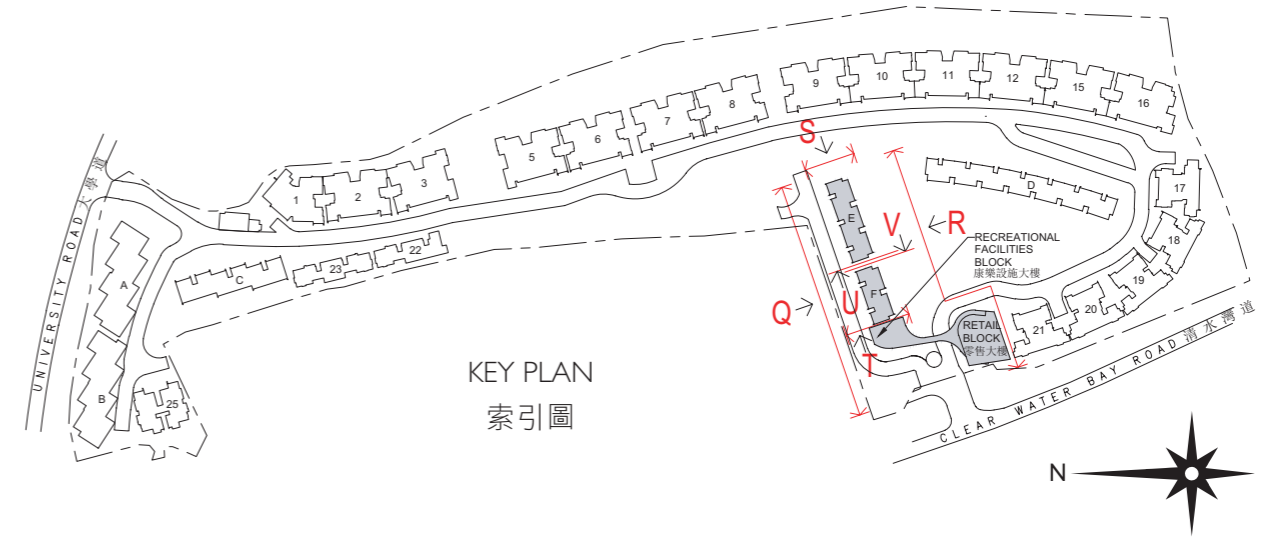 9
10
11
12
15
16
8
7
6
5
3
2
1
UNIVERSITY ROAD 大學道
A
B
25
C
23
22
S
E
V
R
D
17
18
19
20
21
RECREATIONAL
FACILITIES
BLOCK
康樂設施大樓
Q
U
F
T
RETAIL
BLOCK
零售大樓
CLEAR WATER BAY ROAD 清水灣道
KEY PLAN
索引圖
N